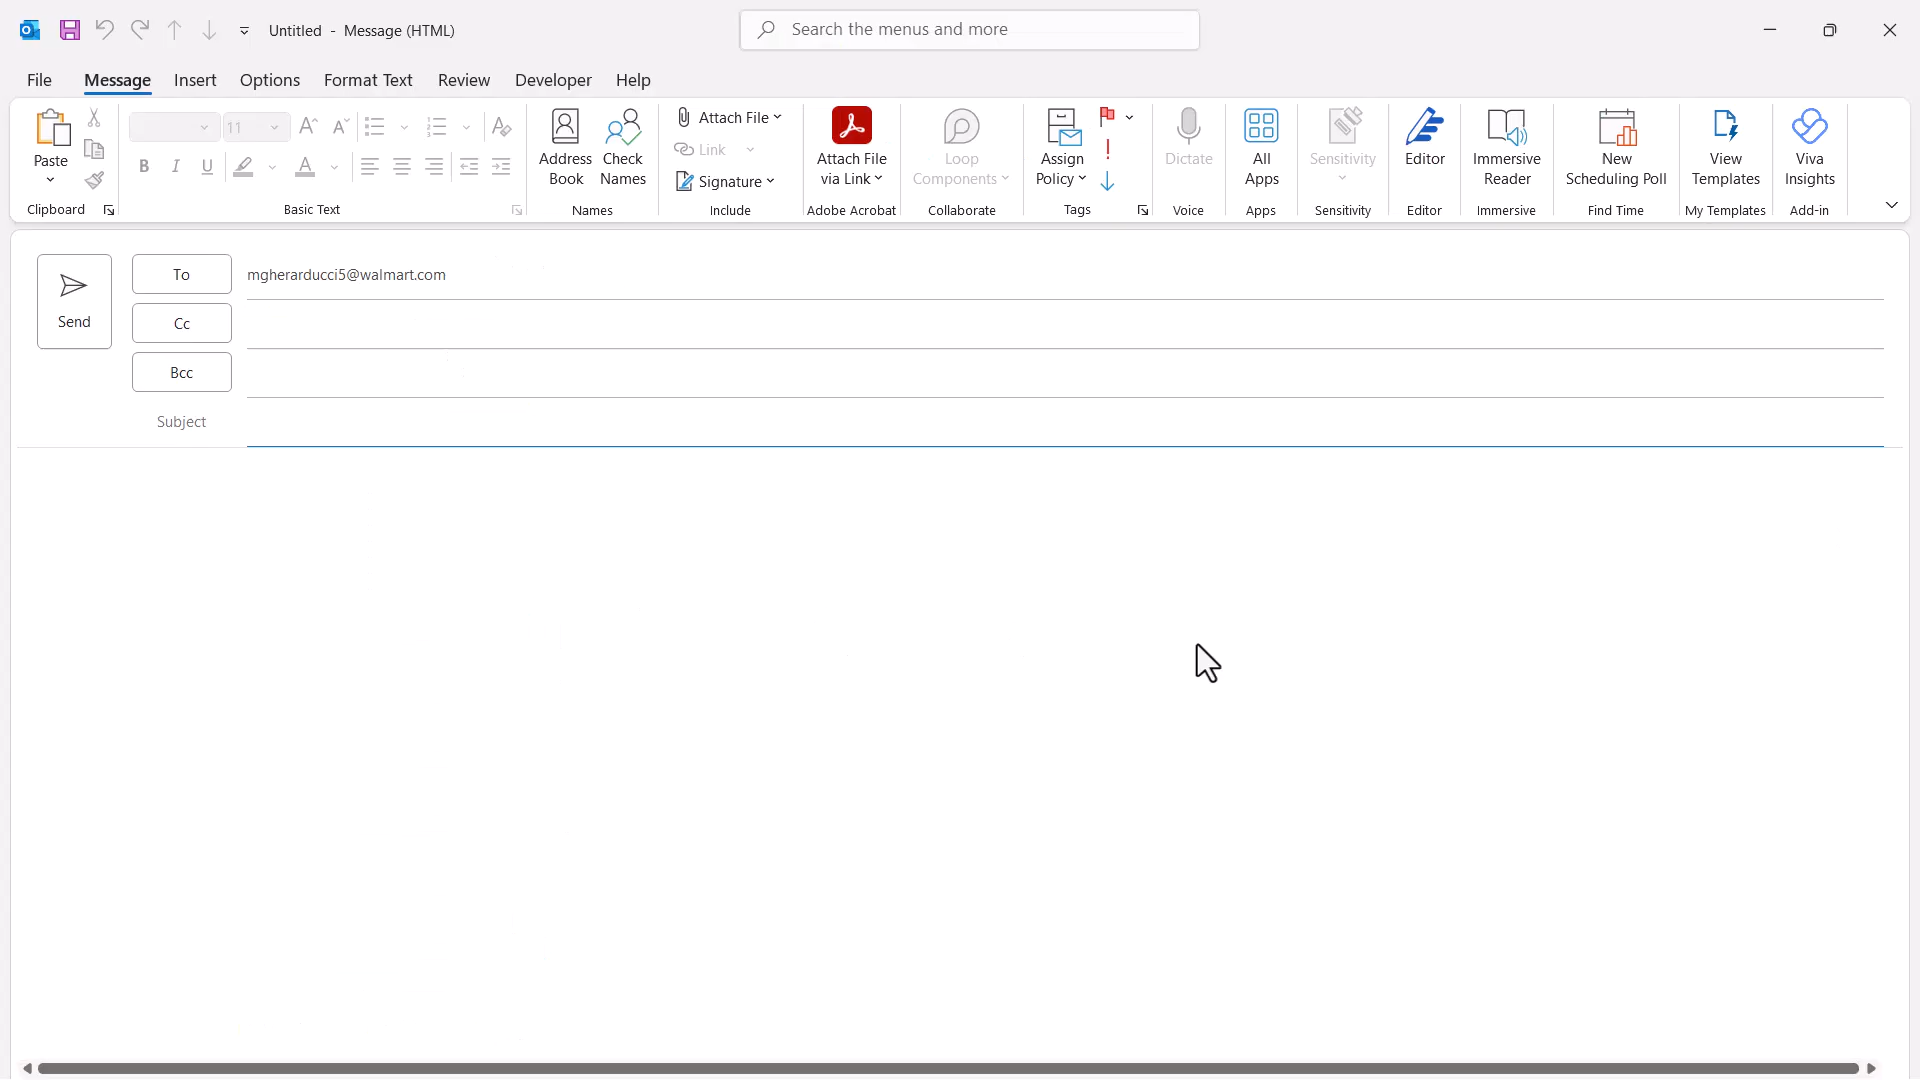 Untitled - Message (HTML)
Search the menus and more
File Message Insert Options Format Text Review Developer Help
Paste
11
Address Book
Check Names
Attach File
Link
Signature
Attach File via Link
Loop Components
Assign Policy
Dictate
All Apps
Sensitivity
Editor
Immersive Reader
New Scheduling Poll
View Templates
Viva Insights
Clipboard Basic Text Names Include Adobe Acrobat Collaborate Tags Voice Apps Sensitivity Editor Immersive Find Time My Templates Add-in
Send
To mgherarducci5@walmart.com
Cc
Bcc
Subject